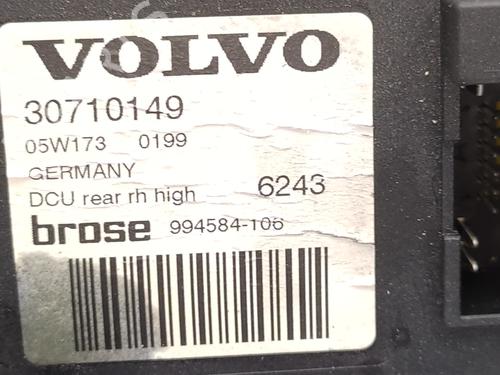 VOLVO
30710149
05W173 0199
GERMANY
DCU rear rh high 6243
brose 994584-106